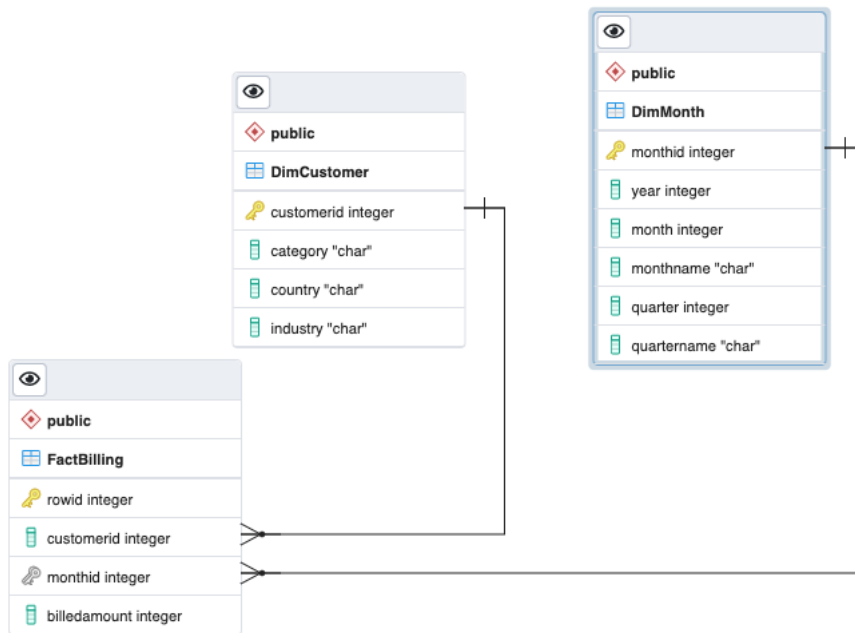 public
DimCustomer
customerid integer
category "char"
country "char"
industry "char"
public
DimMonth
monthid integer
year integer
month integer
monthname "char"
quarter integer
quartername "char"
public
FactBilling
rowid integer
customerid integer
monthid integer
billedamount integer